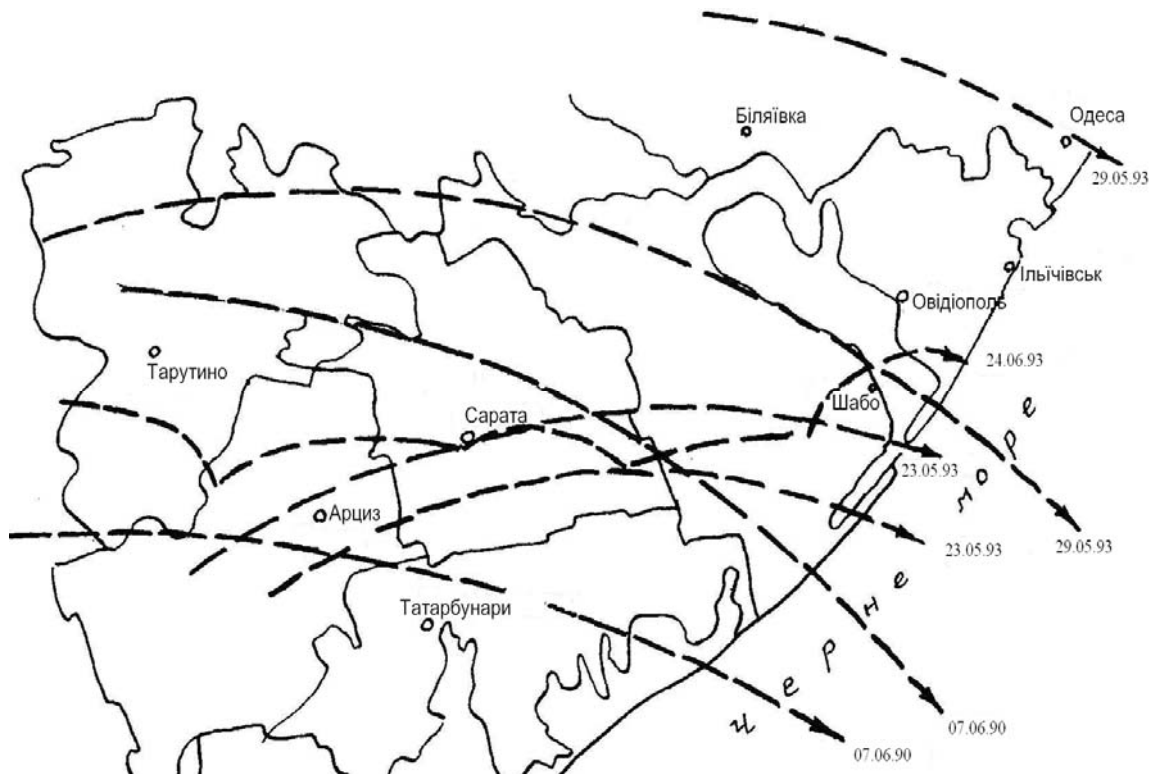 Біляївка
Одеса
29.05.93
Ільїчівськ
Овідіополь
24.06.93
Тарутино
Шабо
Сарата
23.05.93
Арциз
23.05.93
29.05.93
Татарбунари
Чорне море
07.06.90
07.06.90